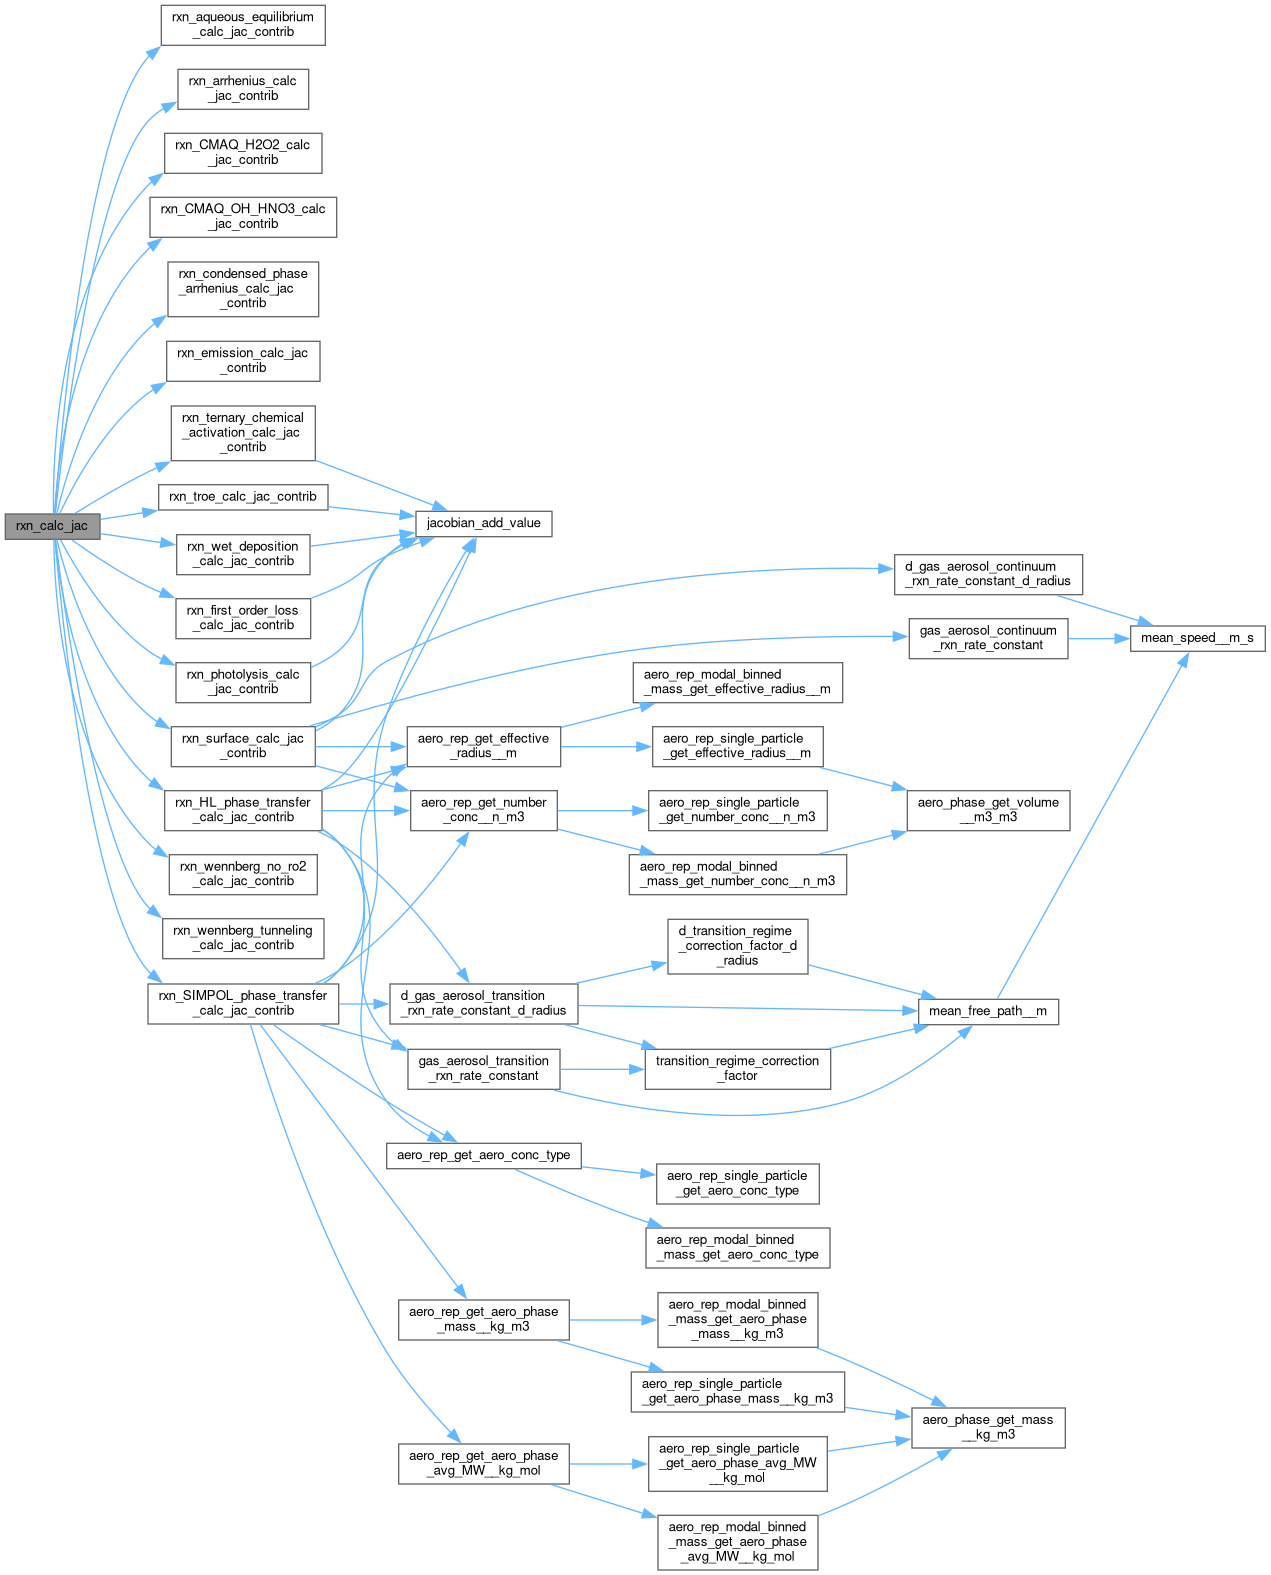 rxn_calc_jac
rxn_aqueous_equilibrium
_calc_jac_contrib
rxn_arrhenius_calc
_jac_contrib
rxn_CMAQ_H2O2_calc
_jac_contrib
rxn_CMAQ_OH_HNO3_calc
_jac_contrib
rxn_condensed_phase
_arrhenius_calc_jac
_contrib
rxn_emission_calc_jac
_contrib
rxn_ternary_chemical
_activation_calc_jac
_contrib
rxn_troe_calc_jac_contrib
rxn_wet_deposition
_calc_jac_contrib
rxn_first_order_loss
_calc_jac_contrib
rxn_photolysis_calc
_jac_contrib
rxn_surface_calc_jac
_contrib
rxn_HL_phase_transfer
_calc_jac_contrib
rxn_wennberg_no_ro2
_calc_jac_contrib
rxn_wennberg_tunneling
_calc_jac_contrib
rxn_SIMPOL_phase_transfer
_calc_jac_contrib
jacobian_add_value
aero_rep_get_effective
_radius__m
aero_rep_get_number
_conc__n_m3
d_gas_aerosol_transition
_rxn_rate_constant_d_radius
gas_aerosol_transition
_rxn_rate_constant
aero_rep_get_aero_conc_type
aero_rep_get_aero_phase
_mass__kg_m3
aero_rep_get_aero_phase
_avg_MW__kg_mol
aero_rep_modal_binned
_mass_get_effective_radius__m
aero_rep_single_particle
_get_effective_radius__m
aero_rep_single_particle
_get_number_conc__n_m3
aero_rep_modal_binned
_mass_get_number_conc__n_m3
d_transition_regime
_correction_factor_d
_radius
transition_regime_correction
_factor
aero_rep_single_particle
_get_aero_conc_type
aero_rep_modal_binned
_mass_get_aero_conc_type
aero_rep_modal_binned
_mass_get_aero_phase
_mass__kg_m3
aero_rep_single_particle
_get_aero_phase_mass__kg_m3
aero_rep_single_particle
_get_aero_phase_avg_MW
__kg_mol
aero_rep_modal_binned
_mass_get_aero_phase
_avg_MW__kg_mol
d_gas_aerosol_continuum
_rxn_rate_constant_d_radius
gas_aerosol_continuum
_rxn_rate_constant
aero_phase_get_volume
__m3_m3
mean_free_path__m
aero_phase_get_mass
__kg_m3
mean_speed__m_s